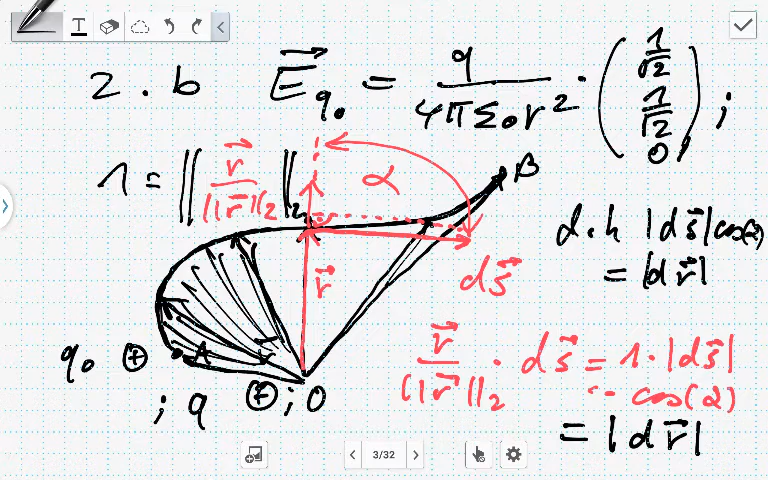 T
2 . b  E⃗q₀ = q / (4πΣ₀r²) · (1/√2  1/√2  0) ;
1 = || r⃗ / ||r⃗||₂ ||₂
α
B
d.h |ds⃗|cos(α)
= |dr⃗|
r⃗
ds⃗
q₀ ⊕ A
r⃗ / ||r⃗||₂ · ds⃗ = 1 · |ds⃗|
· cos(α)
; q ⊕ ; O
= |dr⃗|
3/32